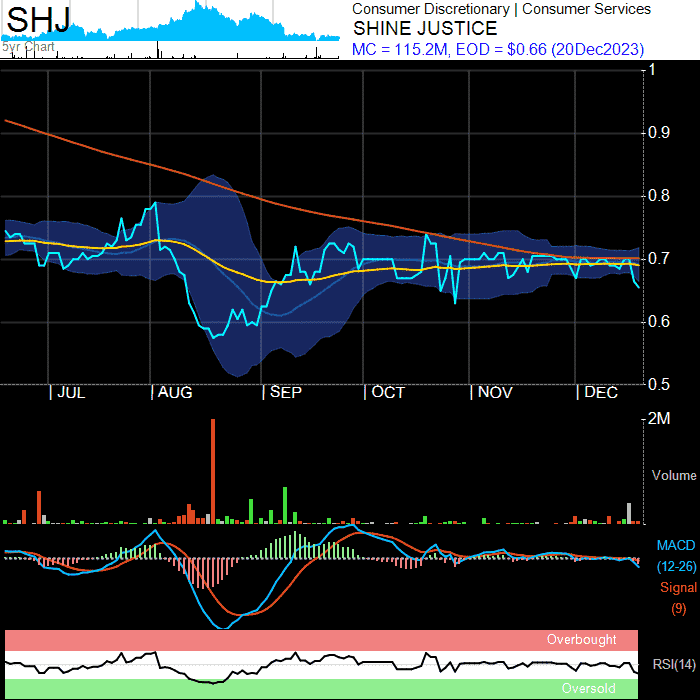 SHJ
5yr Chart
Consumer Discretionary | Consumer Services
SHINE JUSTICE
MC = 115.2M, EOD = $0.66 (20Dec2023)
1
0.9
0.8
0.7
0.6
0.5
JUL AUG SEP OCT NOV DEC
2M
Volume
MACD
(12-26)
Signal
(9)
Overbought
RSI(14)
Oversold